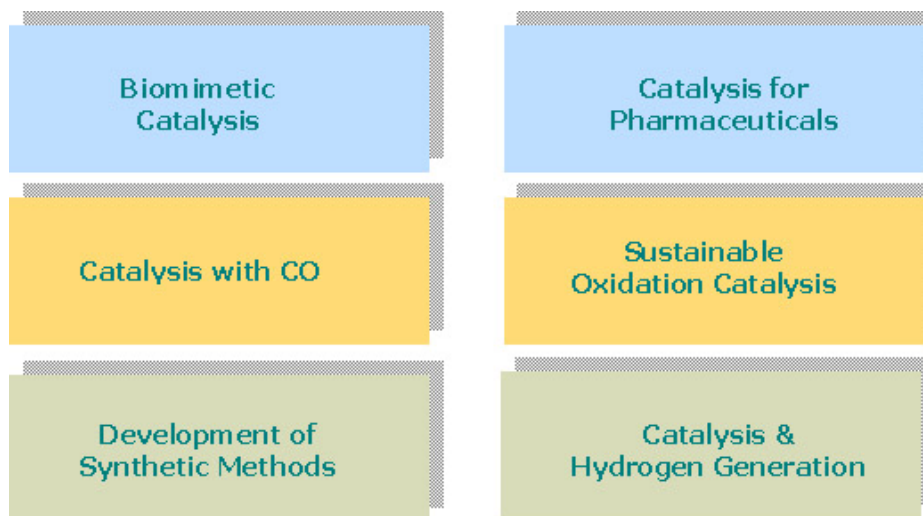 Biomimetic
Catalysis
Catalysis for
Pharmaceuticals
Catalysis with CO
Sustainable
Oxidation Catalysis
Development of
Synthetic Methods
Catalysis &
Hydrogen Generation